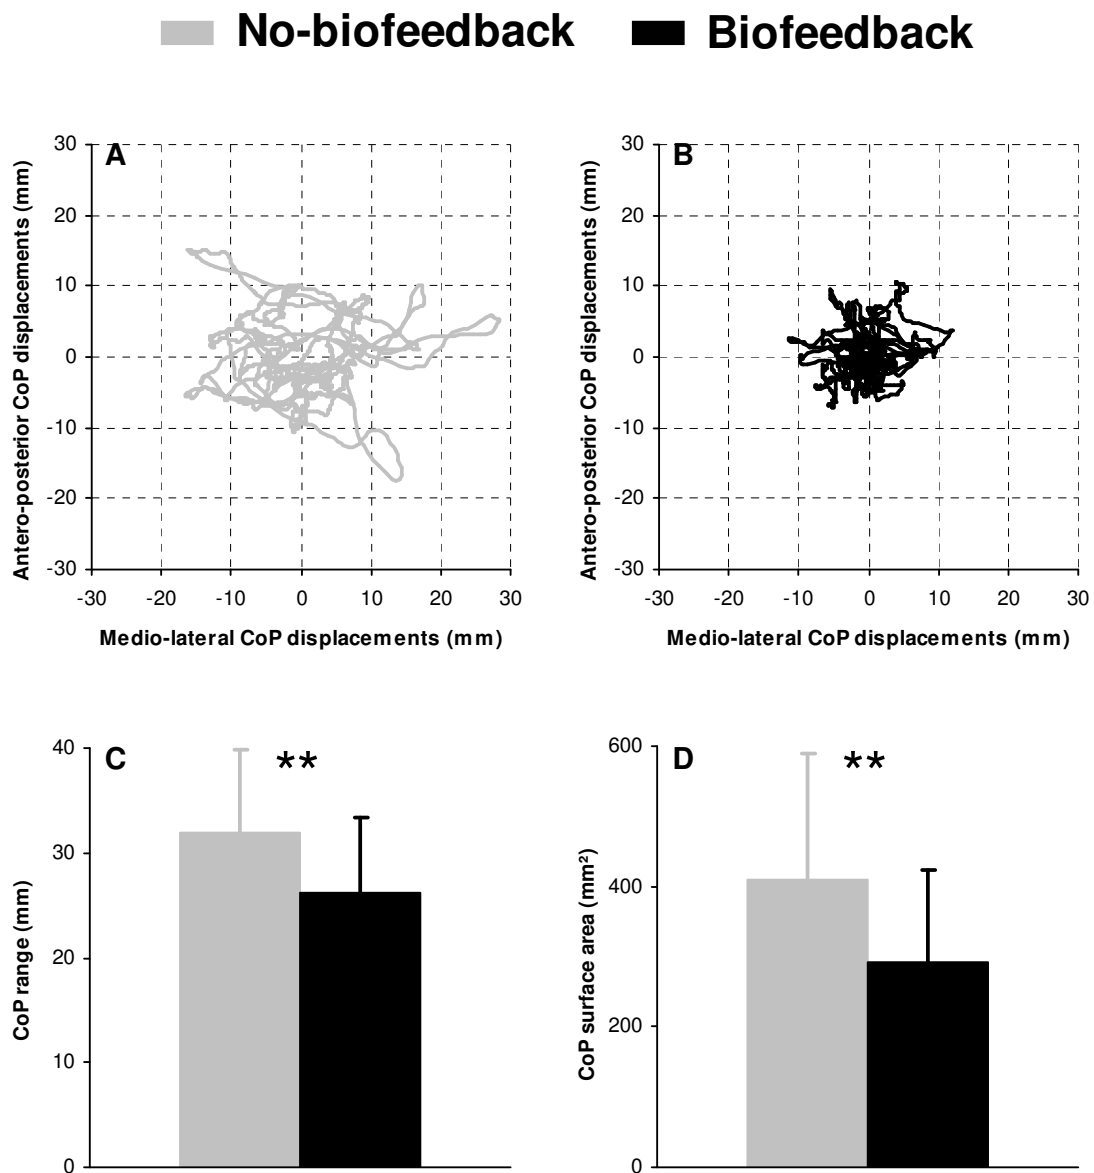 No-biofeedback Biofeedback
A
Antero-posterior CoP displacements (mm)
30
20
10
0
-10
-20
-30
-30 -20 -10 0 10 20 30
Medio-lateral CoP displacements (mm)
B
Antero-posterior CoP displacements (mm)
30
20
10
0
-10
-20
-30
-30 -20 -10 0 10 20 30
Medio-lateral CoP displacements (mm)
C
**
CoP range (mm)
40
30
20
10
0
D
**
CoP surface area (mm²)
600
400
200
0